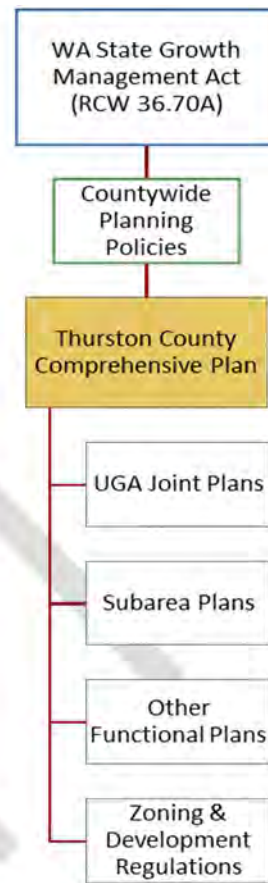 WA State Growth
Management Act
(RCW 36.70A)
Countywide
Planning
Policies
Thurston County
Comprehensive Plan
UGA Joint Plans
Subarea Plans
Other
Functional Plans
Zoning &
Development
Regulations